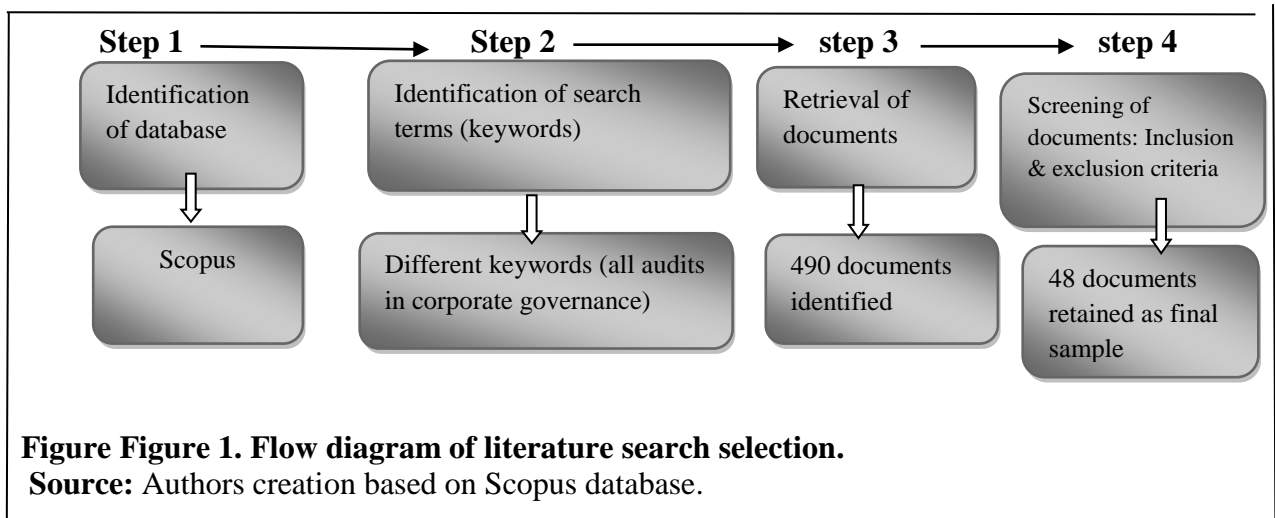 Step 1 Step 2 step 3 step 4
Identification
of database
Identification of search
terms (keywords)
Retrieval of
documents
Screening of
documents: Inclusion
& exclusion criteria
Scopus
Different keywords (all audits
in corporate governance)
490 documents
identified
48 documents
retained as final
sample
Figure Figure 1. Flow diagram of literature search selection.
Source: Authors creation based on Scopus database.